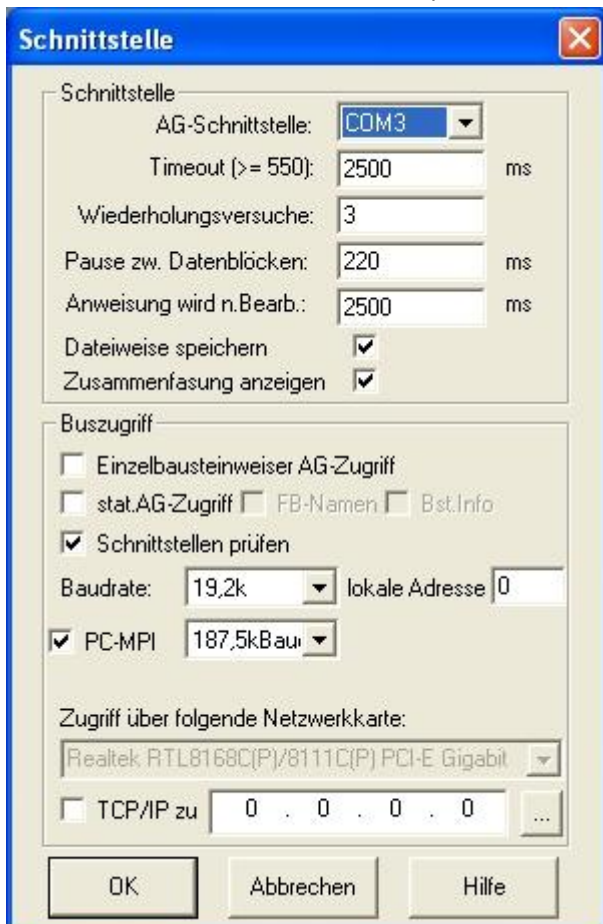 Schnittstelle
Schnittstelle
AG-Schnittstelle: COM3
Timeout (>= 550): 2500 ms
Wiederholungsversuche: 3
Pause zw. Datenblöcken: 220 ms
Anweisung wird n.Bearb.: 2500 ms
Dateiweise speichern
Zusammenfasung anzeigen
Buszugriff
Einzelbausteinweiser AG-Zugriff
stat.AG-Zugriff FB-Namen Bst.Info
Schnittstellen prüfen
Baudrate: 19,2k lokale Adresse 0
PC-MPI 187,5kBau
Zugriff über folgende Netzwerkkarte:
Realtek RTL8168C(P)/8111C(P) PCI-E Gigabit
TCP/IP zu 0 . 0 . 0 . 0 ...
OK Abbrechen Hilfe